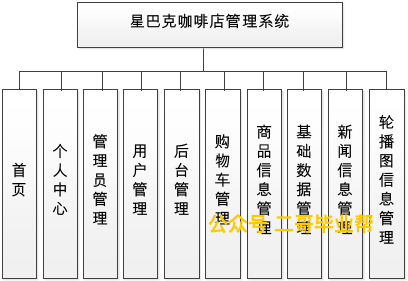 星巴克咖啡店管理系统
首页
个人中心
管理员管理
用户管理
后台管理
购物车管理
商品信息管理
基础数据管理
新闻信息管理
轮播图信息管理
公众号 二哥毕业帮